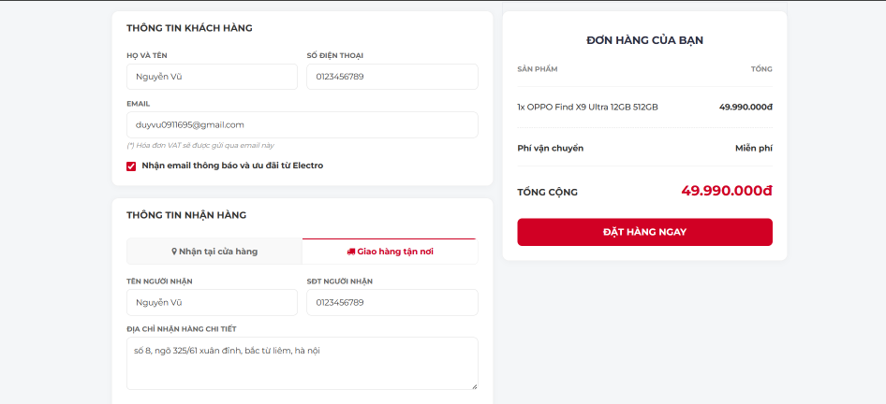 THÔNG TIN KHÁCH HÀNG
HỌ VÀ TÊN
SỐ ĐIỆN THOẠI
Nguyễn Vũ
0123456789
EMAIL
duyvu0911695@gmail.com
(*) Hóa đơn VAT sẽ được gửi qua email này
Nhận email thông báo và ưu đãi từ Electro
THÔNG TIN NHẬN HÀNG
Nhận tại cửa hàng
Giao hàng tận nơi
TÊN NGƯỜI NHẬN
SĐT NGƯỜI NHẬN
Nguyễn Vũ
0123456789
ĐỊA CHỈ NHẬN HÀNG CHI TIẾT
số 8, ngõ 325/61 xuân đỉnh, bắc từ liêm, hà nội
ĐƠN HÀNG CỦA BẠN
SẢN PHẨM
TỔNG
1x OPPO Find X9 Ultra 12GB 512GB
49.990.000đ
Phí vận chuyển
Miễn phí
TỔNG CỘNG
49.990.000đ
ĐẶT HÀNG NGAY